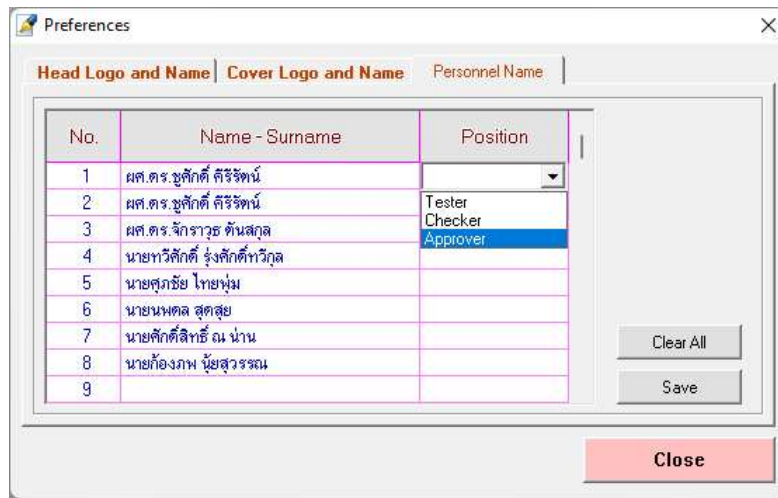 Preferences
Head Logo and Name Cover Logo and Name Personnel Name
No. Name - Surname Position
1 ผศ.ดร.ชูศักดิ์ คีรีรัตน์
2 ผศ.ดร.ชูศักดิ์ คีรีรัตน์ Tester
Checker
3 ผศ.ดร.จักราวุธ ตันสกุล
Approver
4 นายทวีศักดิ์ รุ่งศักดิ์ทวีกุล
5 นายศุภชัย ไทยพุ่ม
6 นายนพดล สุดสุย
7 นายศักดิ์สิทธิ์ ณ น่าน
Clear All
8 นายก้องภพ นุ้ยสุวรรณ
9
Save
Close